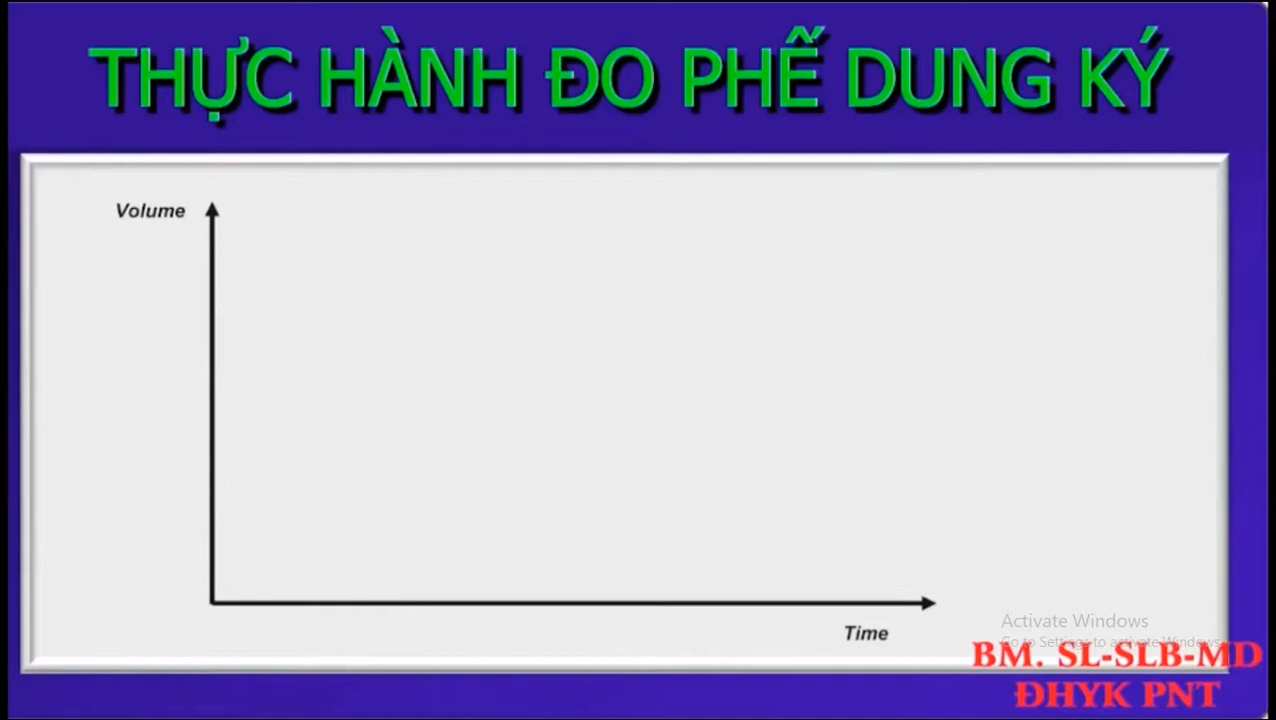 THỰC HÀNH ĐO PHẾ DUNG KÝ
Volume
Time
Activate Windows
Go to Settings to activate Windows.
BM. SL-SLB-MD
ĐHYK PNT